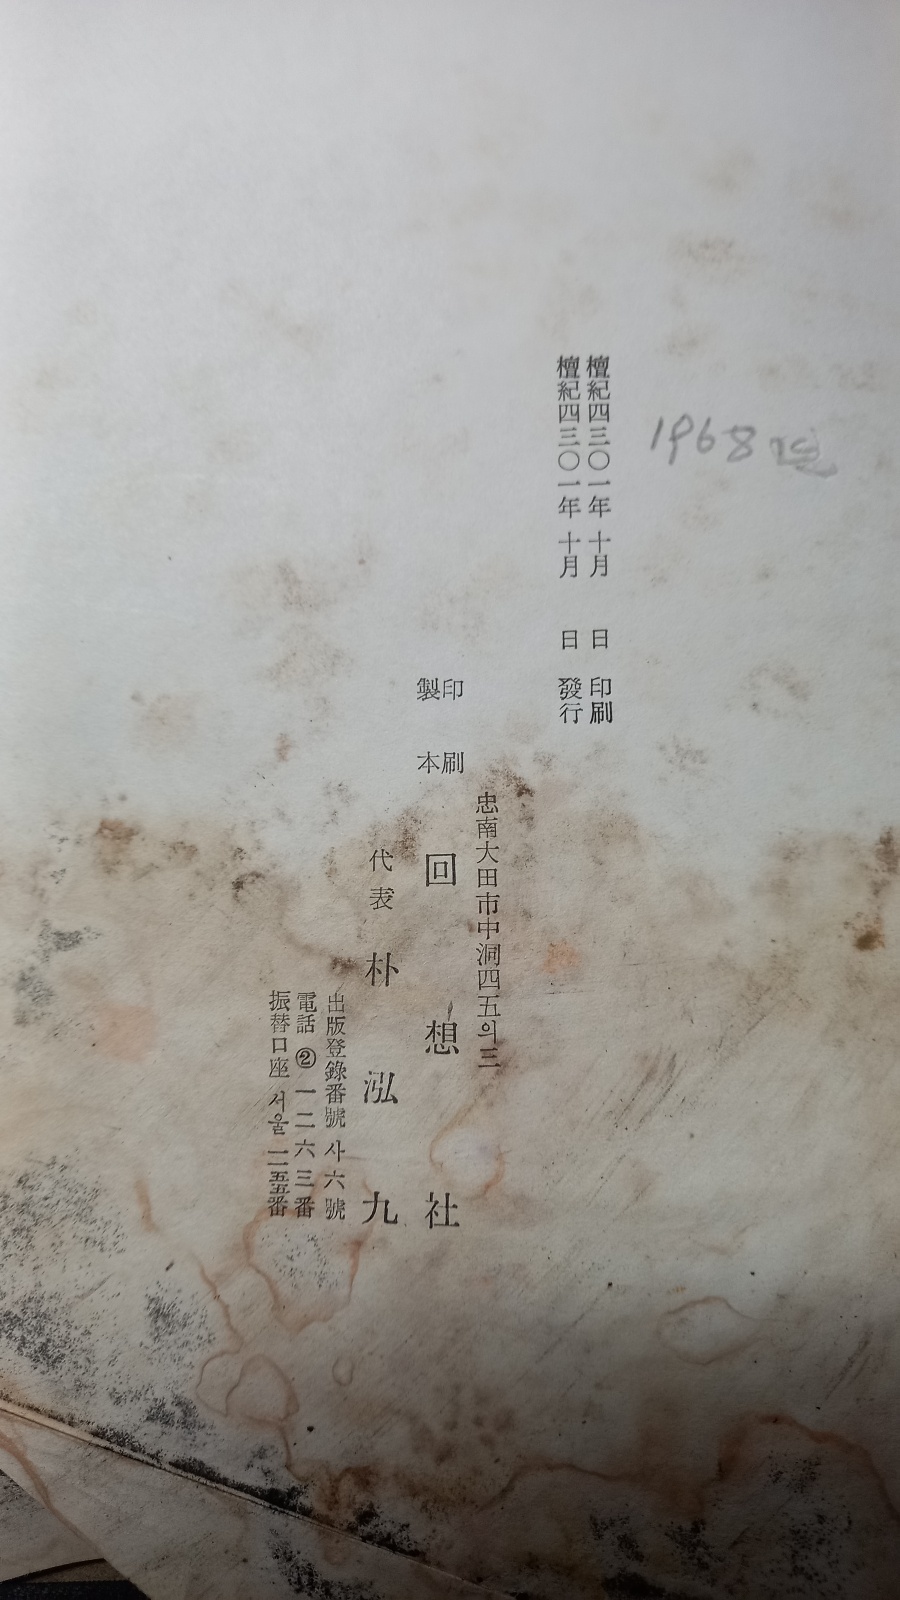 檀紀四三〇一年 十月 日 印刷
檀紀四三〇一年 十月 日 發行
1968년
忠南大田市中洞四五의三
印刷
製本
回想社
代表 朴泓九
出版登錄番號 사六號
電話 ② 一二六三番
振替口座 서울 一二五五番